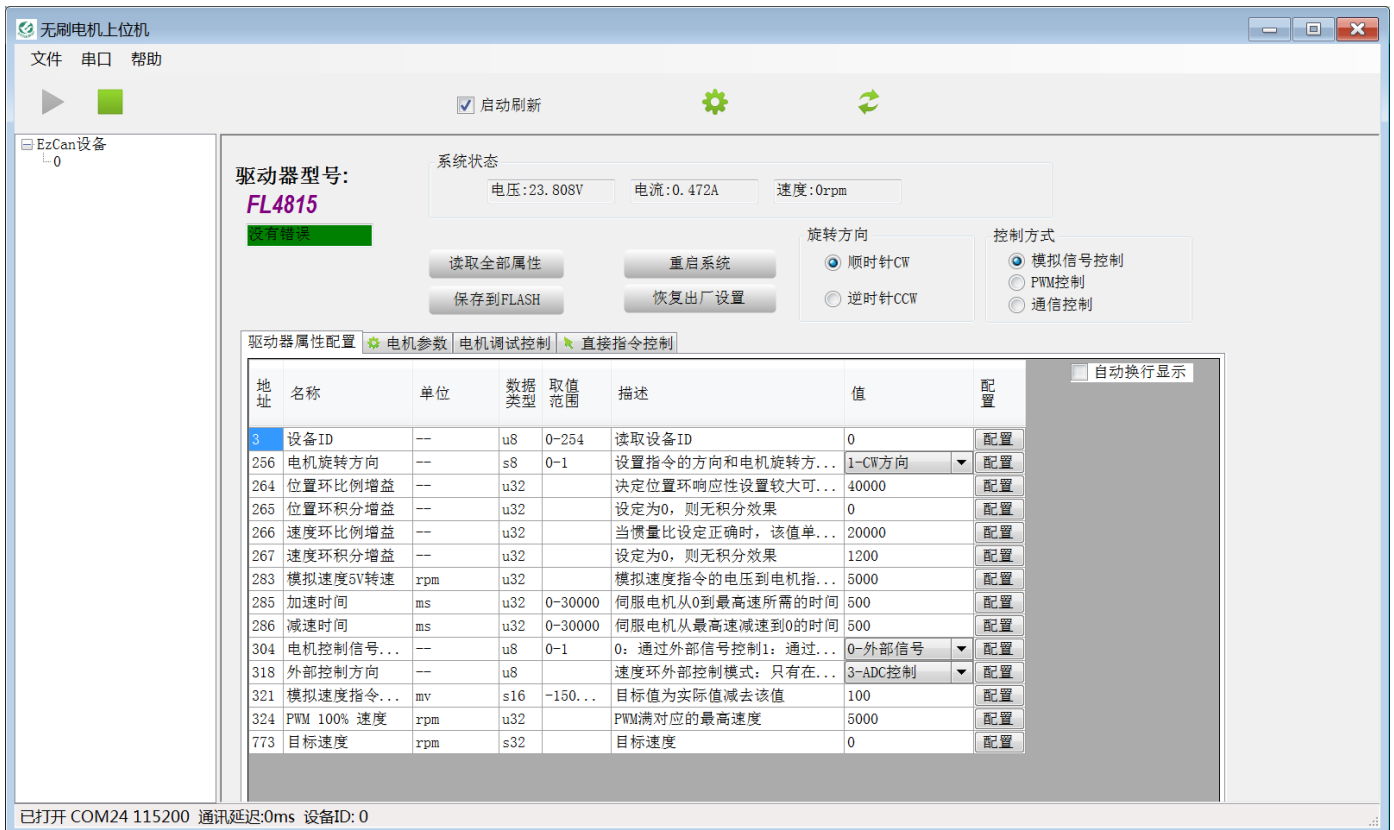 无刷电机上位机
文件 串口 帮助
启动刷新
EzCan设备
0
驱动器型号:
FL4815
没有错误
系统状态
电压:23.808V 电流:0.472A 速度:0rpm
读取全部属性 重启系统
保存到FLASH 恢复出厂设置
旋转方向
顺时针CW
逆时针CCW
控制方式
模拟信号控制
PWM控制
通信控制
驱动器属性配置 电机参数 电机调试控制 直接指令控制
自动换行显示
地址 名称 单位 数据类型 取值范围 描述 值 配置
3 设备ID -- u8 0-254 读取设备ID 0 配置
256 电机旋转方向 -- s8 0-1 设置指令的方向和电机旋转方... 1-CW方向 配置
264 位置环比例增益 -- u32 决定位置环响应性设置较大可... 40000 配置
265 位置环积分增益 -- u32 设定为0，则无积分效果 0 配置
266 速度环比例增益 -- u32 当惯量比设定正确时，该值单... 20000 配置
267 速度环积分增益 -- u32 设定为0，则无积分效果 1200 配置
283 模拟速度5V转速 rpm u32 模拟速度指令的电压到电机指... 5000 配置
285 加速时间 ms u32 0-30000 伺服电机从0到最高速所需的时间 500 配置
286 减速时间 ms u32 0-30000 伺服电机从最高速减速到0的时间 500 配置
304 电机控制信号... -- u8 0-1 0：通过外部信号控制1：通过... 0-外部信号 配置
318 外部控制方向 -- u8 速度环外部控制模式：只有在... 3-ADC控制 配置
321 模拟速度指令... mv s16 -150... 目标值为实际值减去该值 100 配置
324 PWM 100% 速度 rpm u32 PWM满对应的最高速度 5000 配置
773 目标速度 rpm s32 目标速度 0 配置
已打开 COM24 115200 通讯延迟:0ms 设备ID: 0